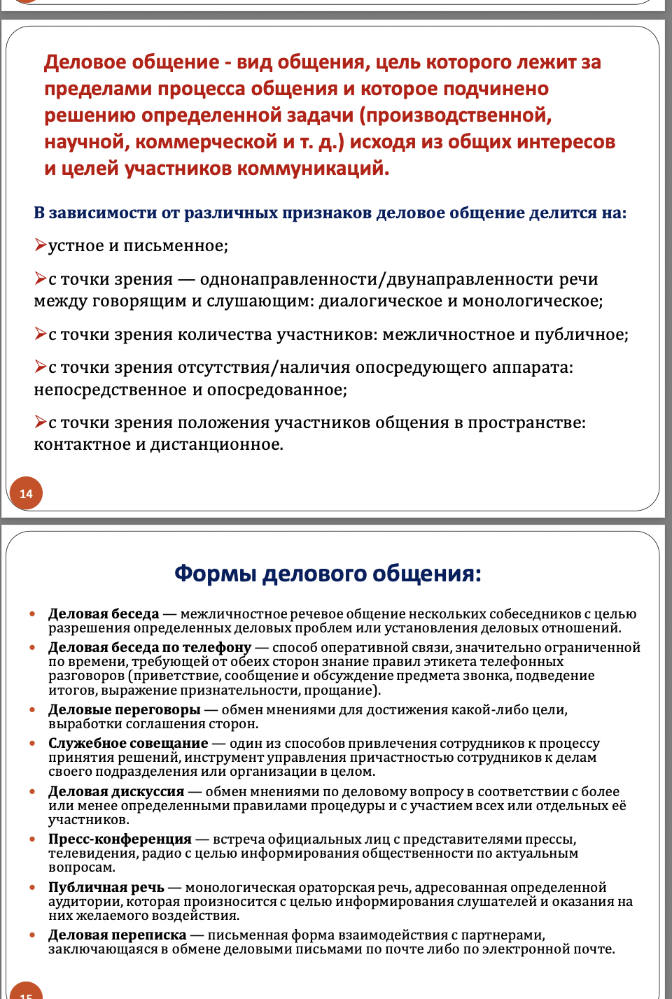 Деловое общение - вид общения, цель которого лежит за
пределами процесса общения и которое подчинено
решению определенной задачи (производственной,
научной, коммерческой и т. д.) исходя из общих интересов
и целей участников коммуникаций.
В зависимости от различных признаков деловое общение делится на:
➢устное и письменное;
➢с точки зрения — однонаправленности/двунаправленности речи
между говорящим и слушающим: диалогическое и монологическое;
➢с точки зрения количества участников: межличностное и публичное;
➢с точки зрения отсутствия/наличия опосредующего аппарата:
непосредственное и опосредованное;
➢с точки зрения положения участников общения в пространстве:
контактное и дистанционное.
14
Формы делового общения:
• Деловая беседа — межличностное речевое общение нескольких собеседников с целью
разрешения определенных деловых проблем или установления деловых отношений.
• Деловая беседа по телефону — способ оперативной связи, значительно ограниченной
по времени, требующей от обеих сторон знание правил этикета телефонных
разговоров (приветствие, сообщение и обсуждение предмета звонка, подведение
итогов, выражение признательности, прощание).
• Деловые переговоры — обмен мнениями для достижения какой-либо цели,
выработки соглашения сторон.
• Служебное совещание — один из способов привлечения сотрудников к процессу
принятия решений, инструмент управления причастностью сотрудников к делам
своего подразделения или организации в целом.
• Деловая дискуссия — обмен мнениями по деловому вопросу в соответствии с более
или менее определенными правилами процедуры и с участием всех или отдельных её
участников.
• Пресс-конференция — встреча официальных лиц с представителями прессы,
телевидения, радио с целью информирования общественности по актуальным
вопросам.
• Публичная речь — монологическая ораторская речь, адресованная определенной
аудитории, которая произносится с целью информирования слушателей и оказания на
них желаемого воздействия.
• Деловая переписка — письменная форма взаимодействия с партнерами,
заключающаяся в обмене деловыми письмами по почте либо по электронной почте.
15